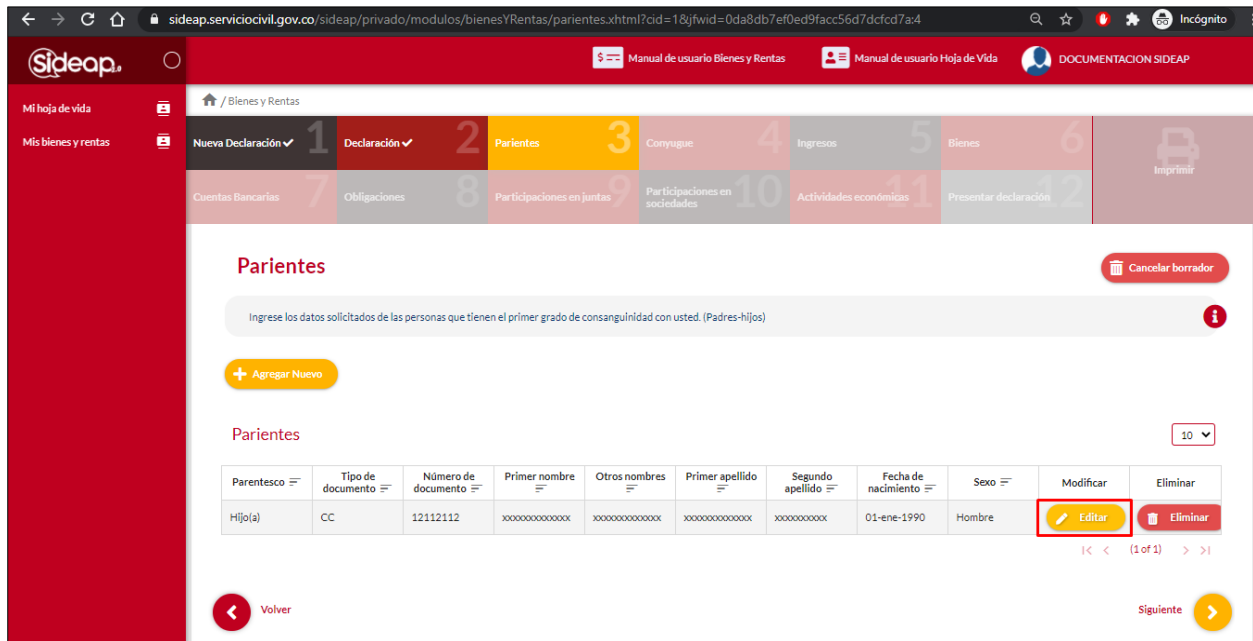 sideap.serviciocivil.gov.co/sideap/privado/modulos/bienesYRentas/parientes.xhtml?cid=1&jfwid=0da8db7ef0ed9facc56d7dcfcd7a:4
Incógnito
Sideap2.0
Manual de usuario Bienes y Rentas
Manual de usuario Hoja de Vida
DOCUMENTACION SIDEAP
Mi hoja de vida
Mis bienes y rentas
/ Bienes y Rentas
Nueva Declaración ✓ 1
Declaración ✓ 2
Parientes 3
Conyugue 4
Ingresos 5
Bienes 6
Imprimir
Cuentas Bancarias 7
Obligaciones 8
Participaciones en juntas 9
Participaciones en
sociedades 10
Actividades económicas 11
Presentar declaración 12
Parientes
Cancelar borrador
Ingrese los datos solicitados de las personas que tienen el primer grado de consanguinidad con usted. (Padres-hijos)
Agregar Nuevo
Parientes
10
Parentesco
Tipo de
documento
Número de
documento
Primer nombre
Otros nombres
Primer apellido
Segundo
apellido
Fecha de
nacimiento
Sexo
Modificar
Eliminar
Hijo(a)
CC
12112112
xxxxxxxxxxxxx
xxxxxxxxxxxxx
xxxxxxxxxxxxx
xxxxxxxxxx
01-ene-1990
Hombre
Editar
Eliminar
(1 of 1)
Volver
Siguiente